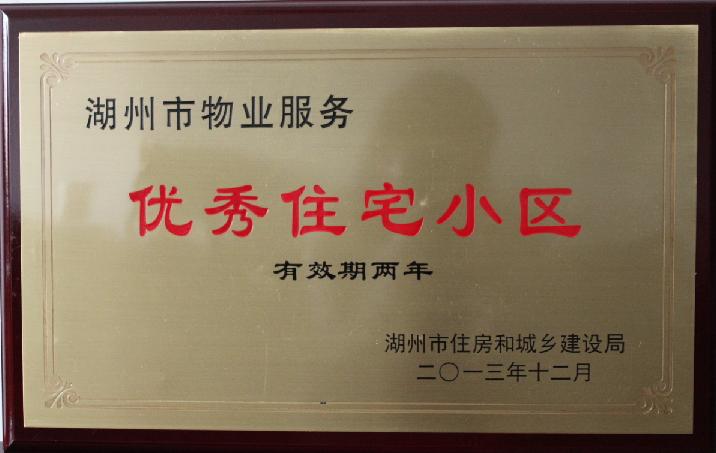 湖州市物业服务
优秀住宅小区
有效期两年
湖州市住房和城乡建设局
二〇一三年十二月